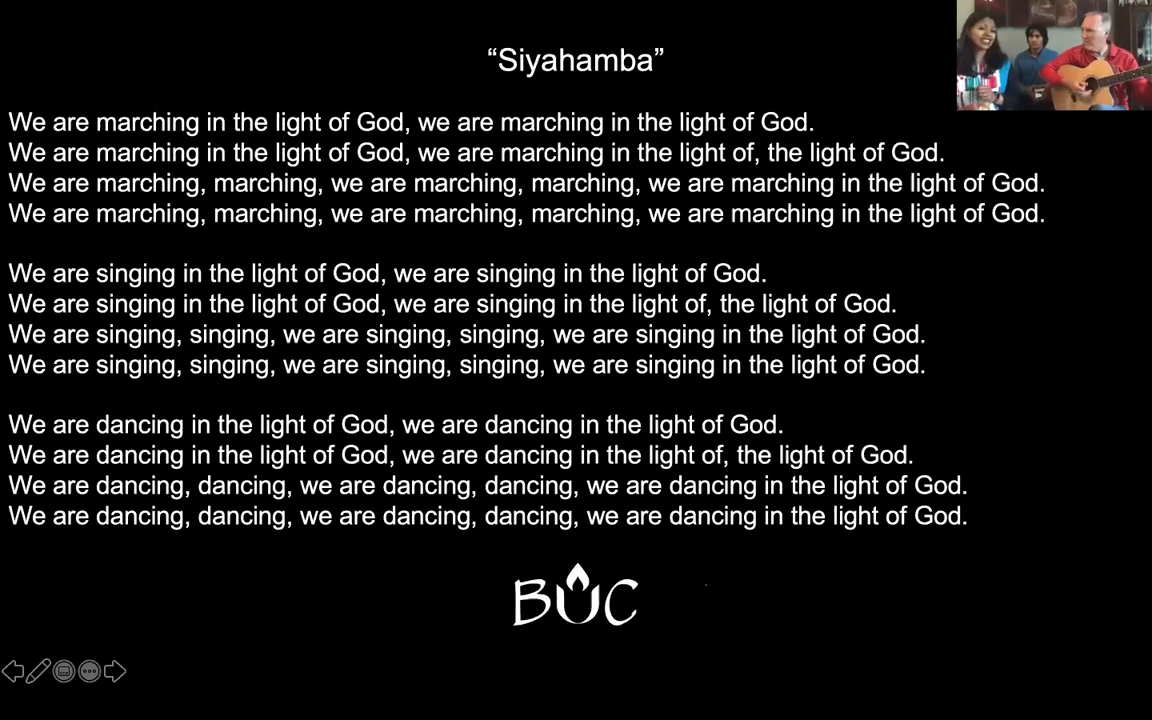 “Siyahamba”
We are marching in the light of God, we are marching in the light of God.
We are marching in the light of God, we are marching in the light of, the light of God.
We are marching, marching, we are marching, marching, we are marching in the light of God.
We are marching, marching, we are marching, marching, we are marching in the light of God.
We are singing in the light of God, we are singing in the light of God.
We are singing in the light of God, we are singing in the light of, the light of God.
We are singing, singing, we are singing, singing, we are singing in the light of God.
We are singing, singing, we are singing, singing, we are singing in the light of God.
We are dancing in the light of God, we are dancing in the light of God.
We are dancing in the light of God, we are dancing in the light of, the light of God.
We are dancing, dancing, we are dancing, dancing, we are dancing in the light of God.
We are dancing, dancing, we are dancing, dancing, we are dancing in the light of God.
BUC